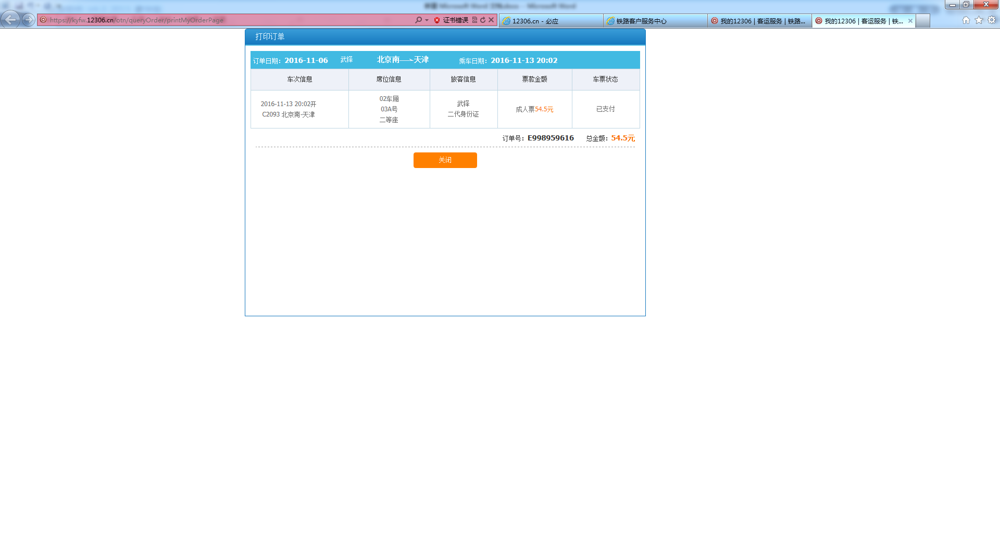 https://kyfw.12306.cn/otn/queryOrder/printMyOrderPage
证书错误
12306.cn - 必应
铁路客户服务中心
我的12306 | 客运服务 | 铁路...
我的12306 | 客运服务 | 铁...
打印订单
订单日期：2016-11-06 武铎 北京南—>天津 乘车日期：2016-11-13 20:02
车次信息 席位信息 旅客信息 票款金额 车票状态
2016-11-13 20:02开
C2093 北京南-天津
02车厢
03A号
二等座
武铎
二代身份证
成人票54.5元
已支付
订单号：E998959616 总金额：54.5元
关闭